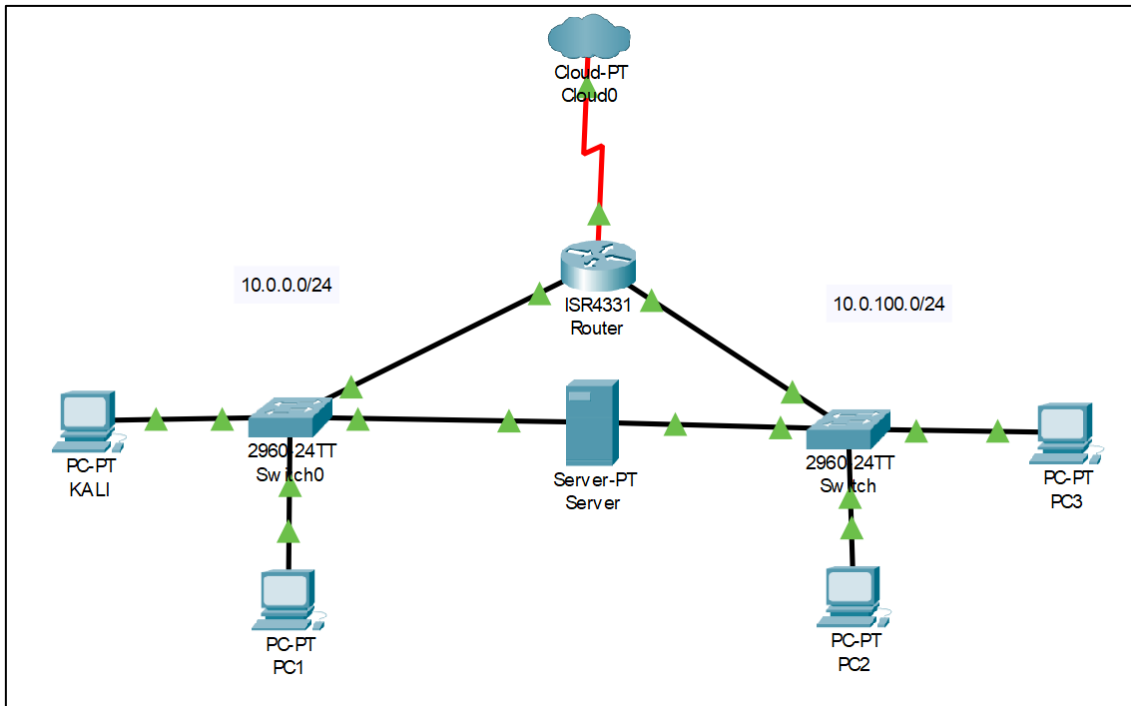 Cloud-PT
Cloud0
10.0.0.0/24
ISR4331
Router
10.0.100.0/24
PC-PT
KALI
2960-24TT
Switch0
Server-PT
Server
2960-24TT
Switch
PC-PT
PC3
PC-PT
PC1
PC-PT
PC2